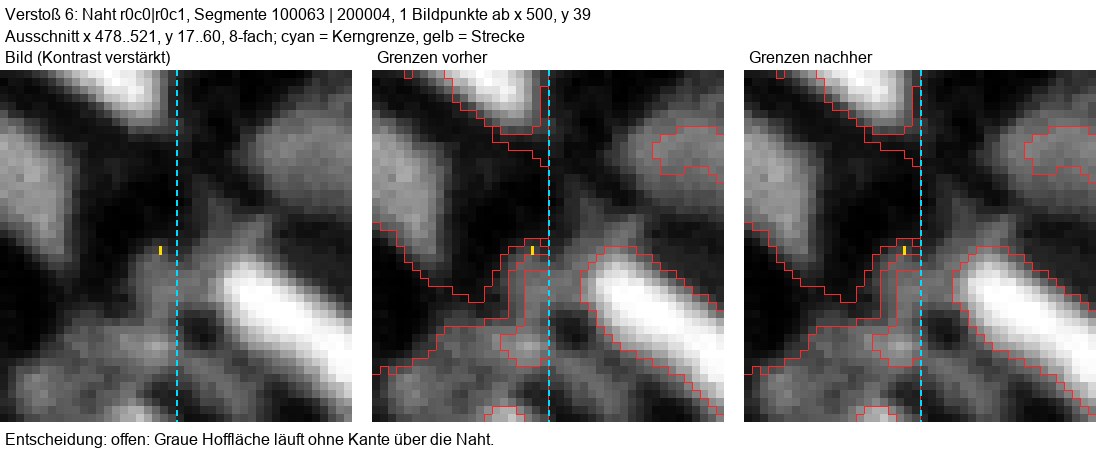 Verstoß 6: Naht r0c0|r0c1, Segmente 100063 | 200004, 1 Bildpunkte ab x 500, y 39
Ausschnitt x 478..521, y 17..60, 8-fach; cyan = Kerngrenze, gelb = Strecke
Bild (Kontrast verstärkt)
Grenzen vorher
Grenzen nachher
Entscheidung: offen: Graue Hoffläche läuft ohne Kante über die Naht.